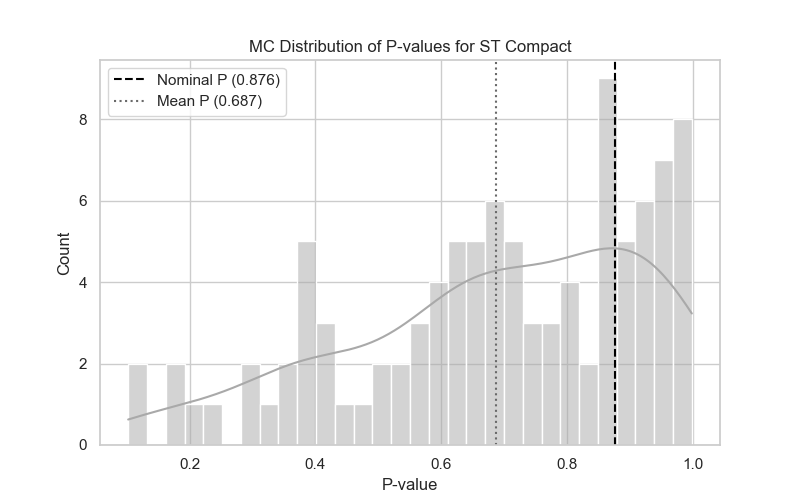 MC Distribution of P-values for ST Compact
Nominal P (0.876)
Mean P (0.687)
Count
8
6
4
2
0
0.2 0.4 0.6 0.8 1.0
P-value